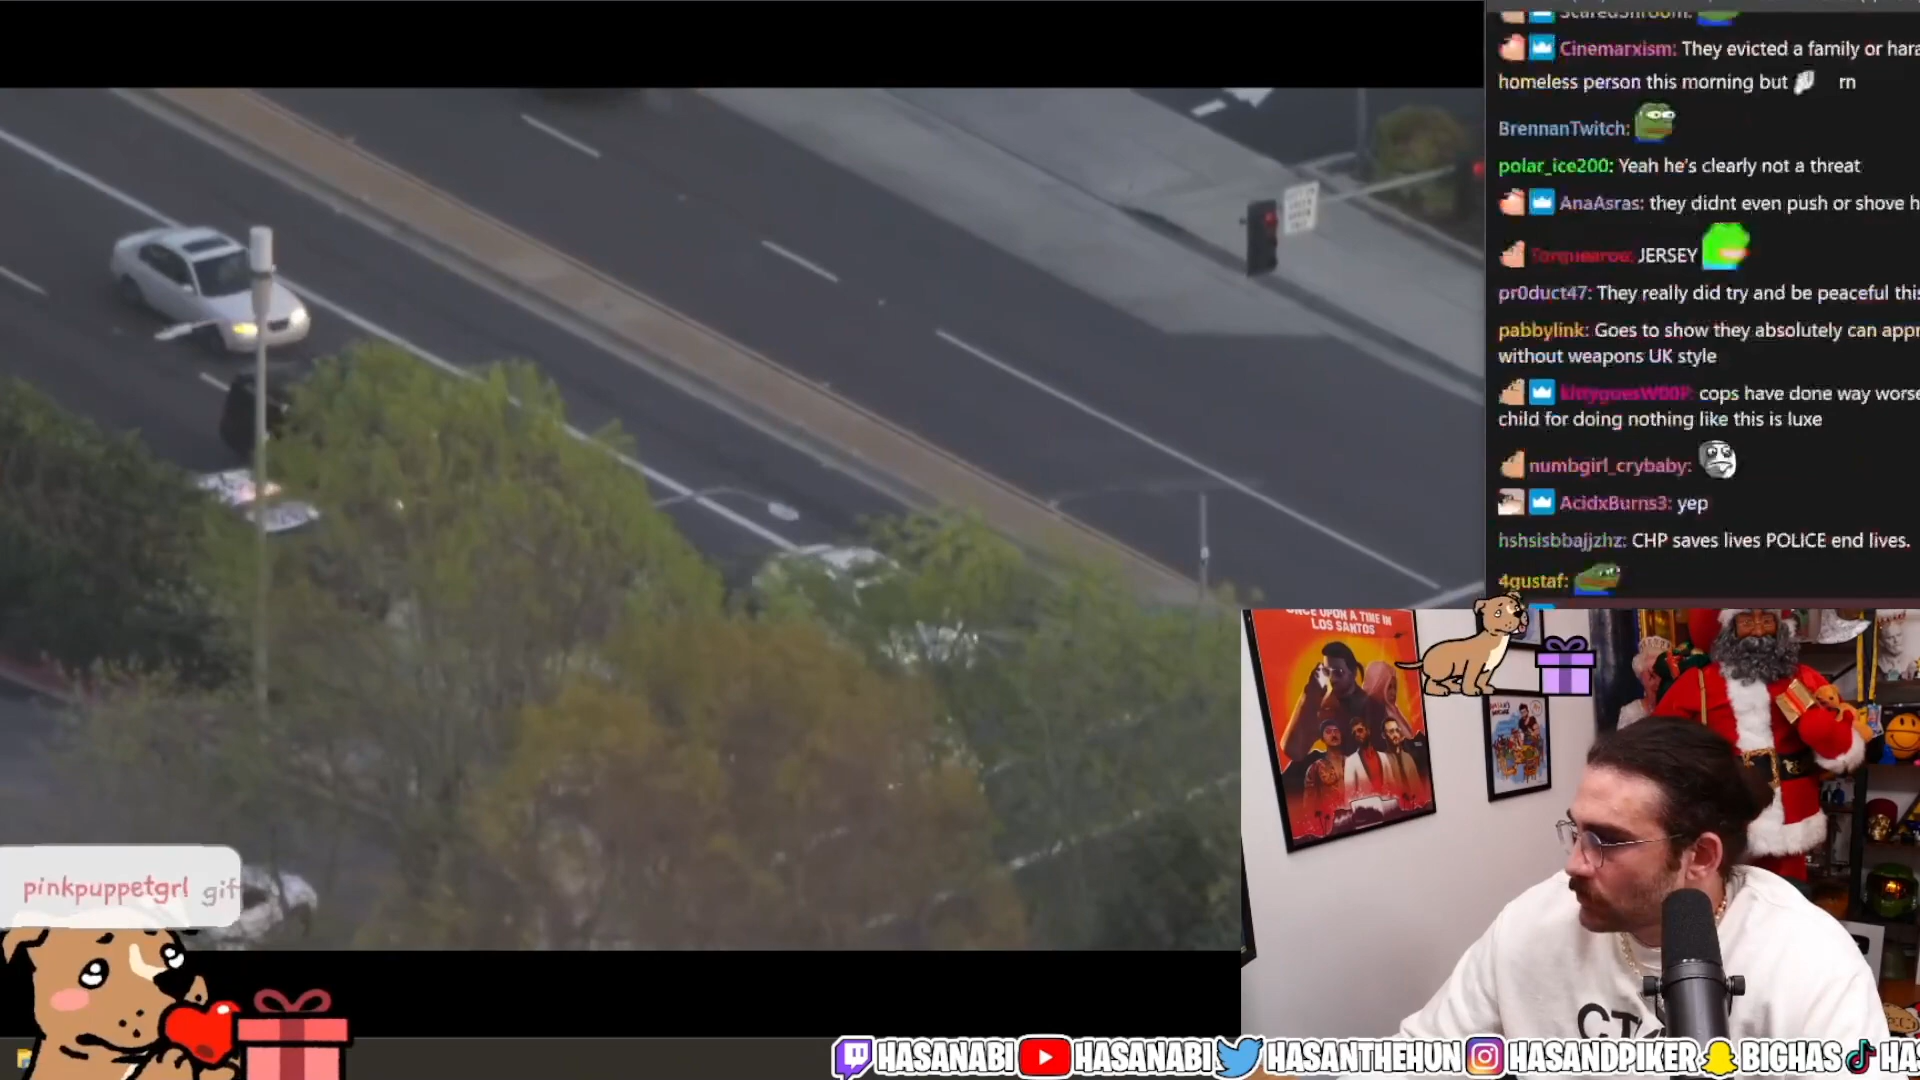 ScaredShroom:
Cinemarxism: They evicted a family or hara
homeless person this morning but rn
BrennanTwitch:
polar_ice200: Yeah he's clearly not a threat
AnaAsras: they didnt even push or shove h
JERSEY
pr0duct47: They really did try and be peaceful this
pabbylink: Goes to show they absolutely can appr
without weapons UK style
kittygoesW00P: cops have done way worse
child for doing nothing like this is luxe
numbgirl_crybaby:
AcidxBurns3: yep
hshsisbbajjzhz: CHP saves lives POLICE end lives.
4gustaf:
ONCE UPON A TIME IN
LOS SANTOS
pinkpuppetgrl gif
HASANABI HASANABI HASANTHEHUN HASANDPIKER BIGHAS HAS